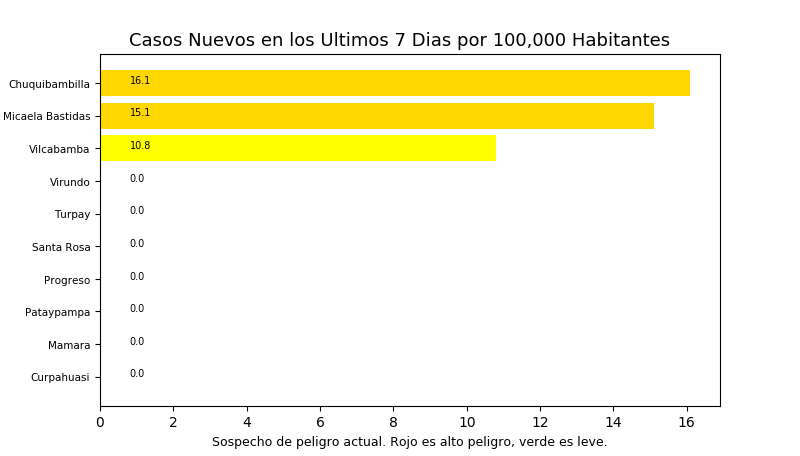 Casos Nuevos en los Ultimos 7 Dias por 100,000 Habitantes
Chuquibambilla 16.1
Micaela Bastidas 15.1
Vilcabamba 10.8
Virundo 0.0
Turpay 0.0
Santa Rosa 0.0
Progreso 0.0
Pataypampa 0.0
Mamara 0.0
Curpahuasi 0.0
0 2 4 6 8 10 12 14 16
Sospecho de peligro actual. Rojo es alto peligro, verde es leve.